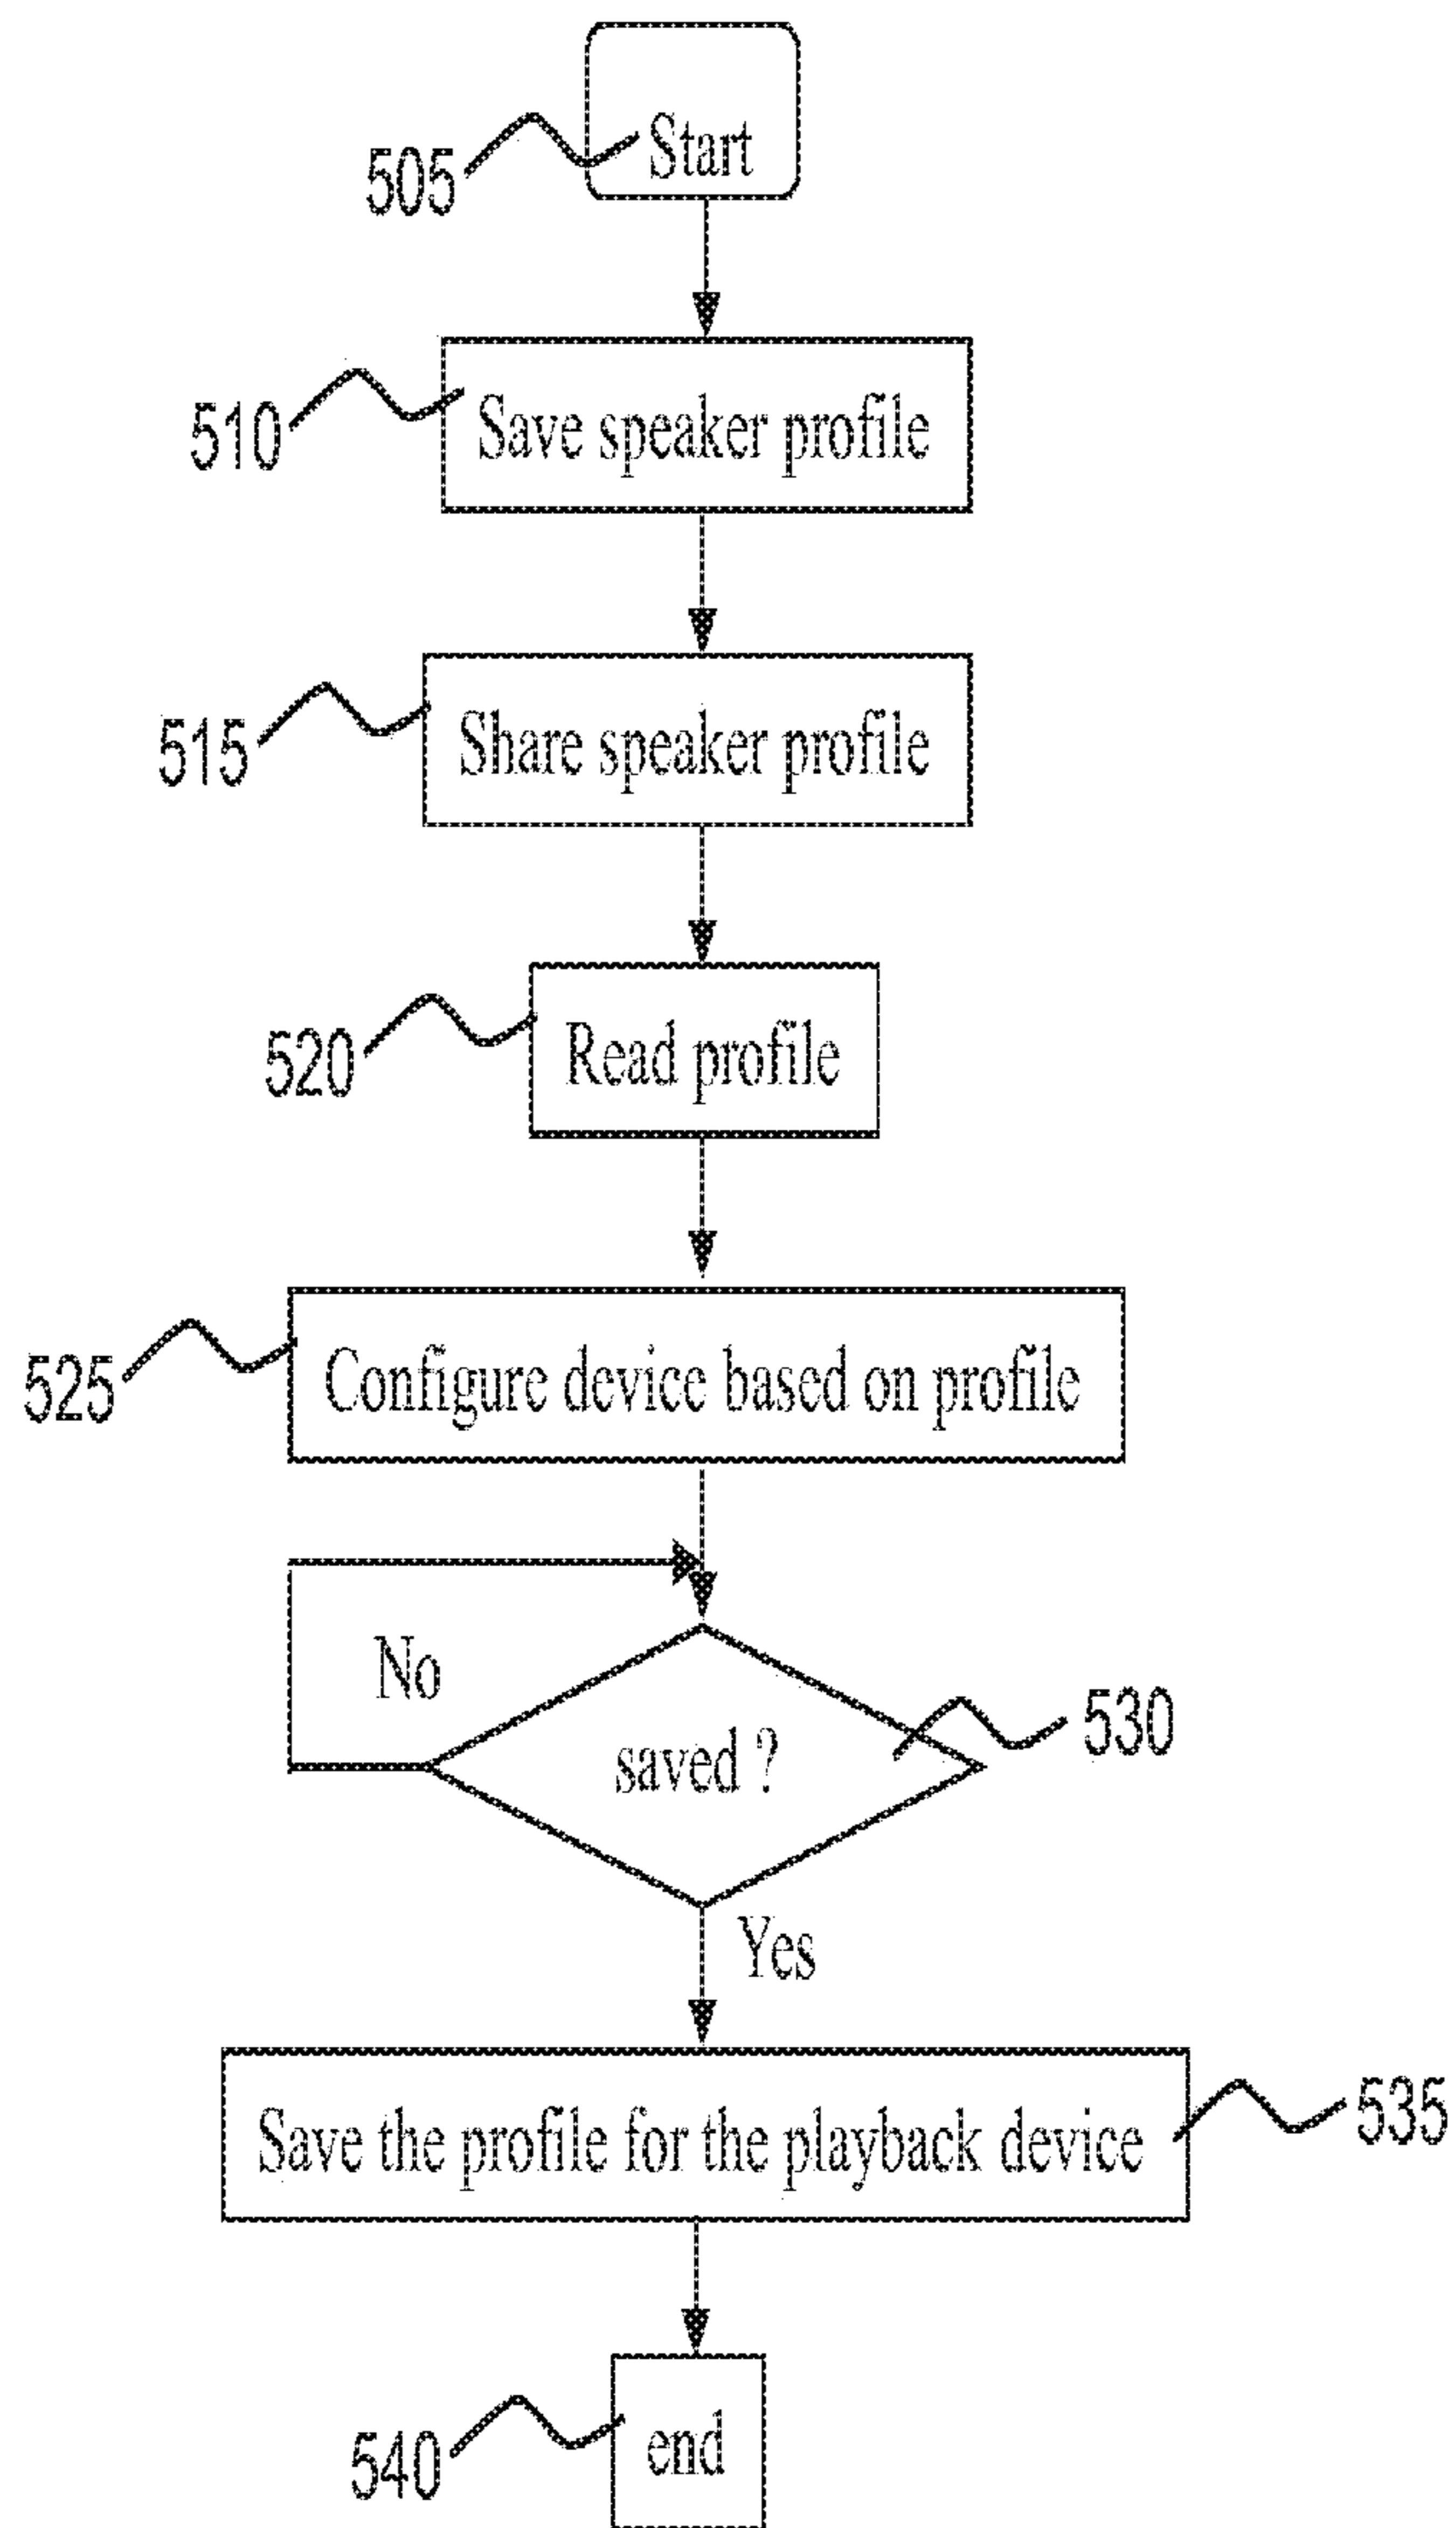 Start
505
Save speaker profile
510
Share speaker profile
515
Read profile
520
Configure device based on profile
525
No
saved ?
530
Yes
Save the profile for the playback device
535
end
540